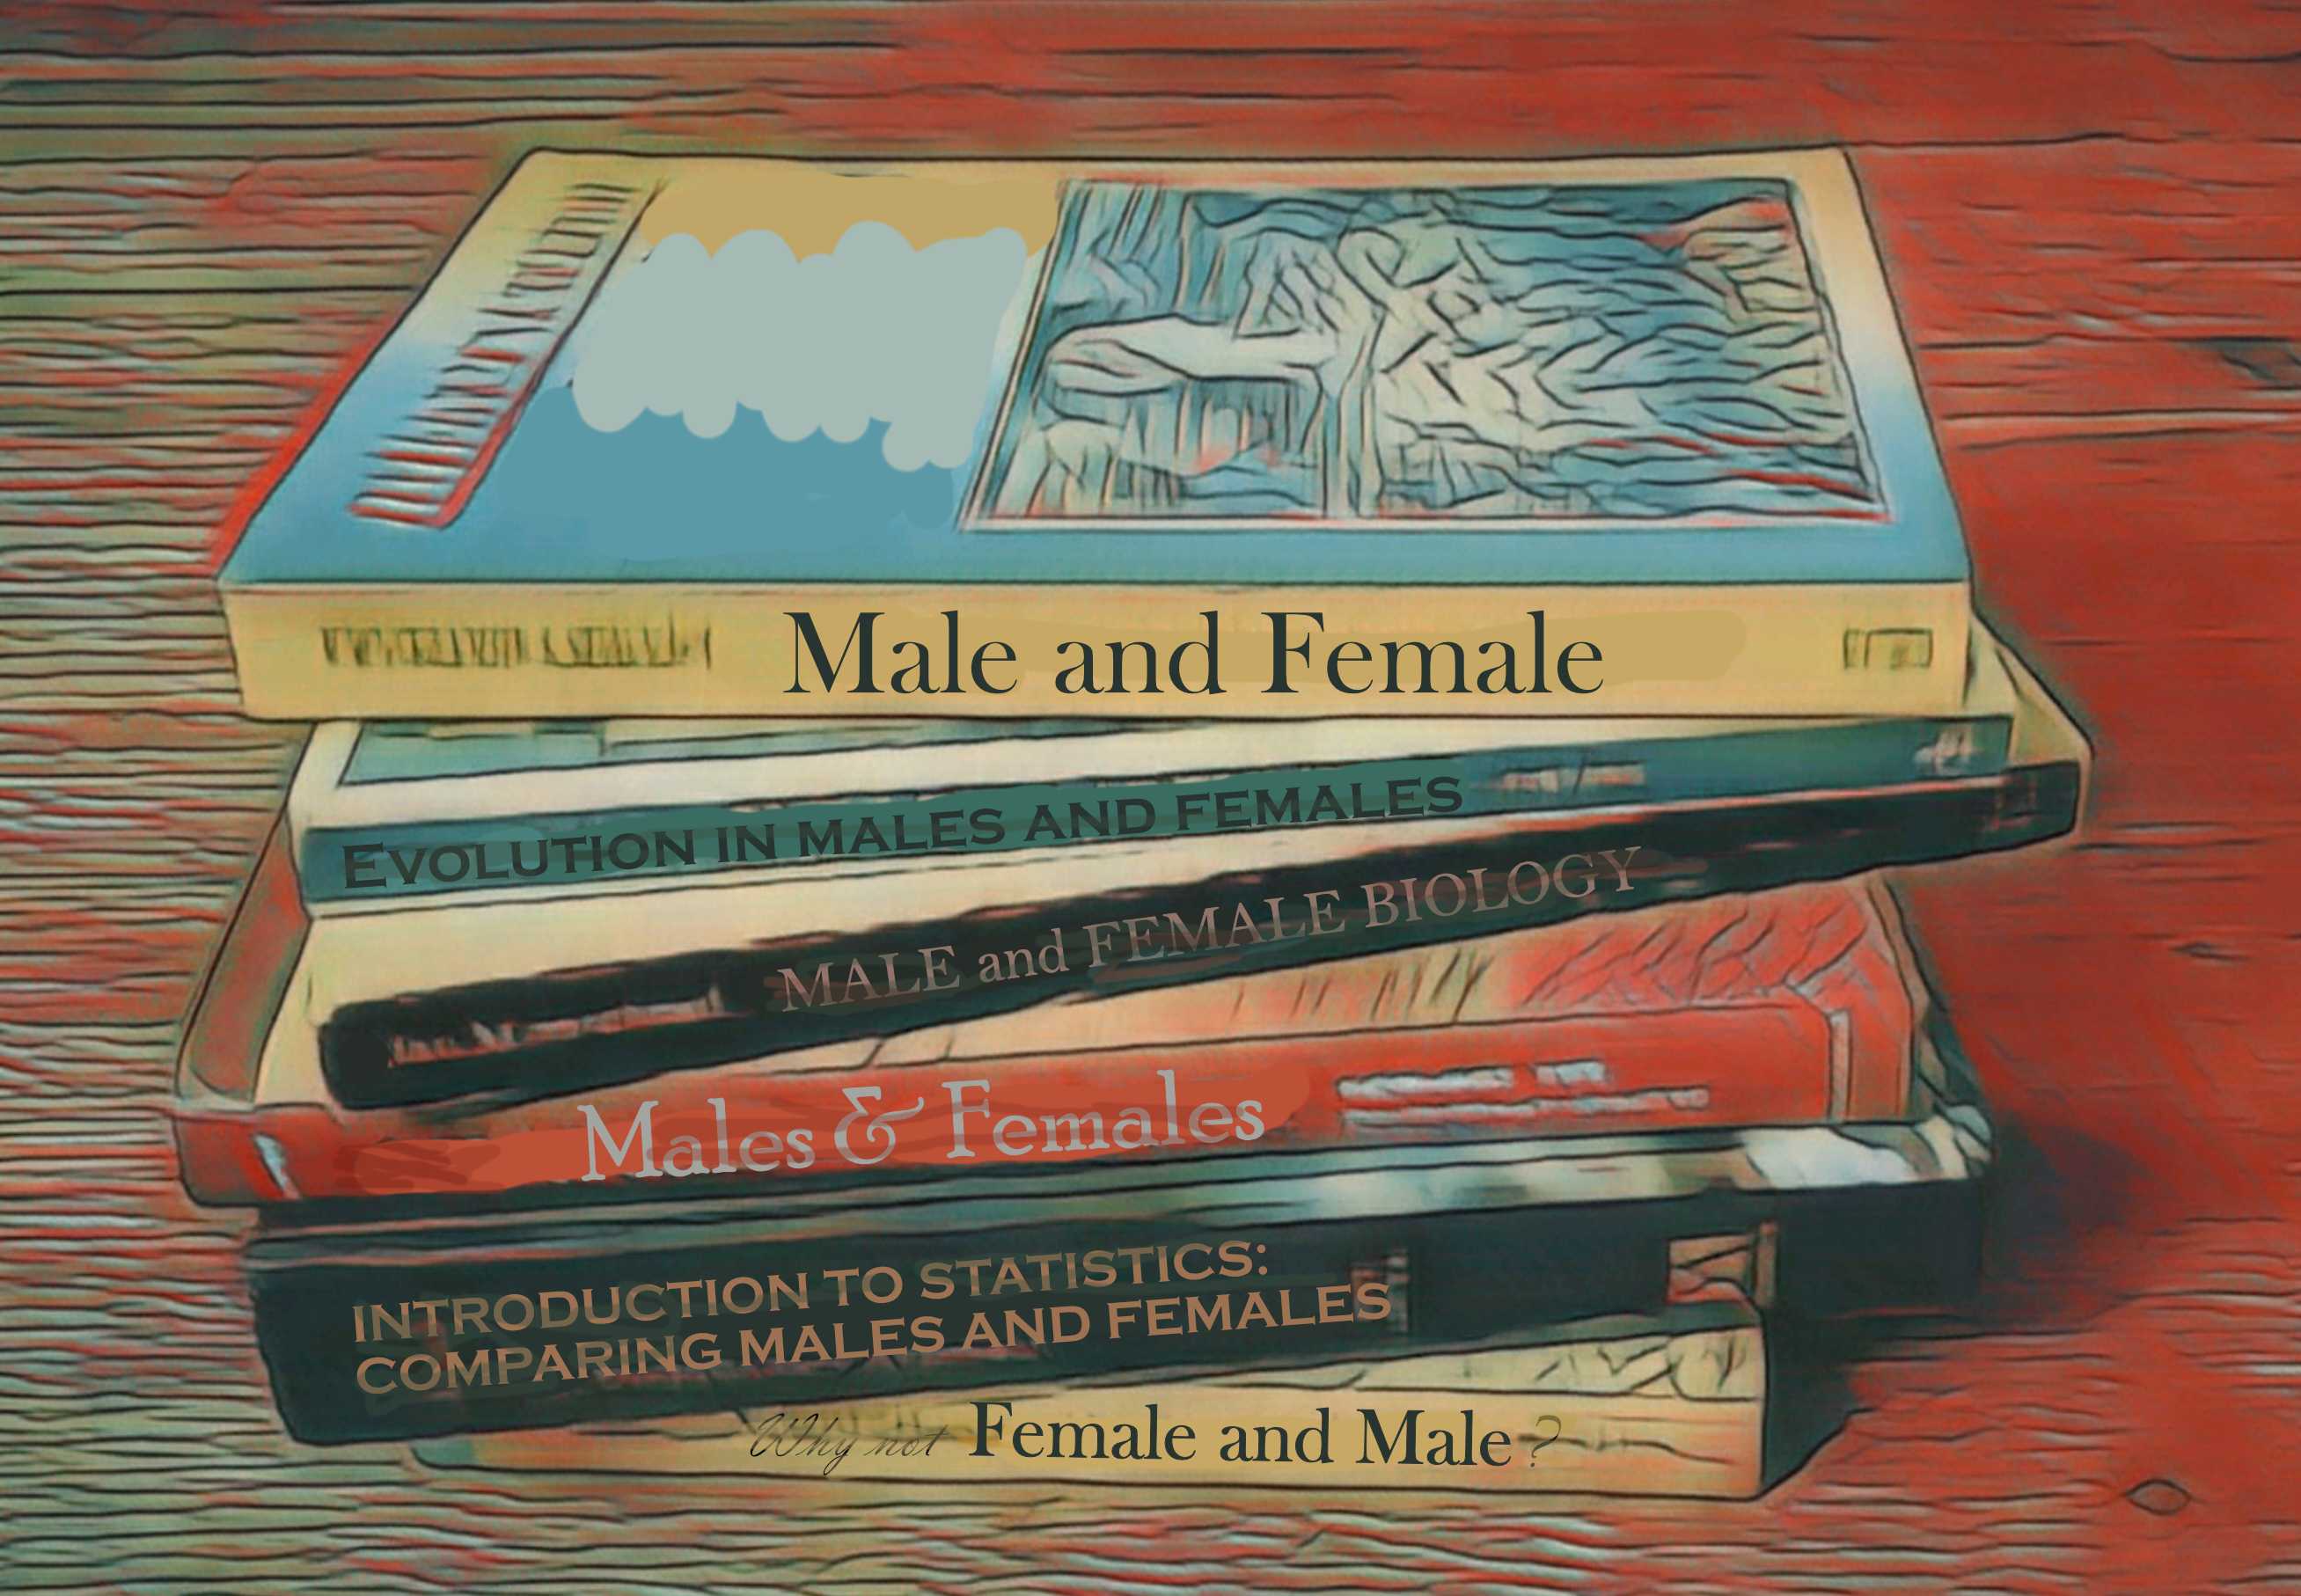 Male and Female
EVOLUTION IN MALES AND FEMALES
MALE and FEMALE BIOLOGY
Males & Females
INTRODUCTION TO STATISTICS:
COMPARING MALES AND FEMALES
Why not Female and Male?